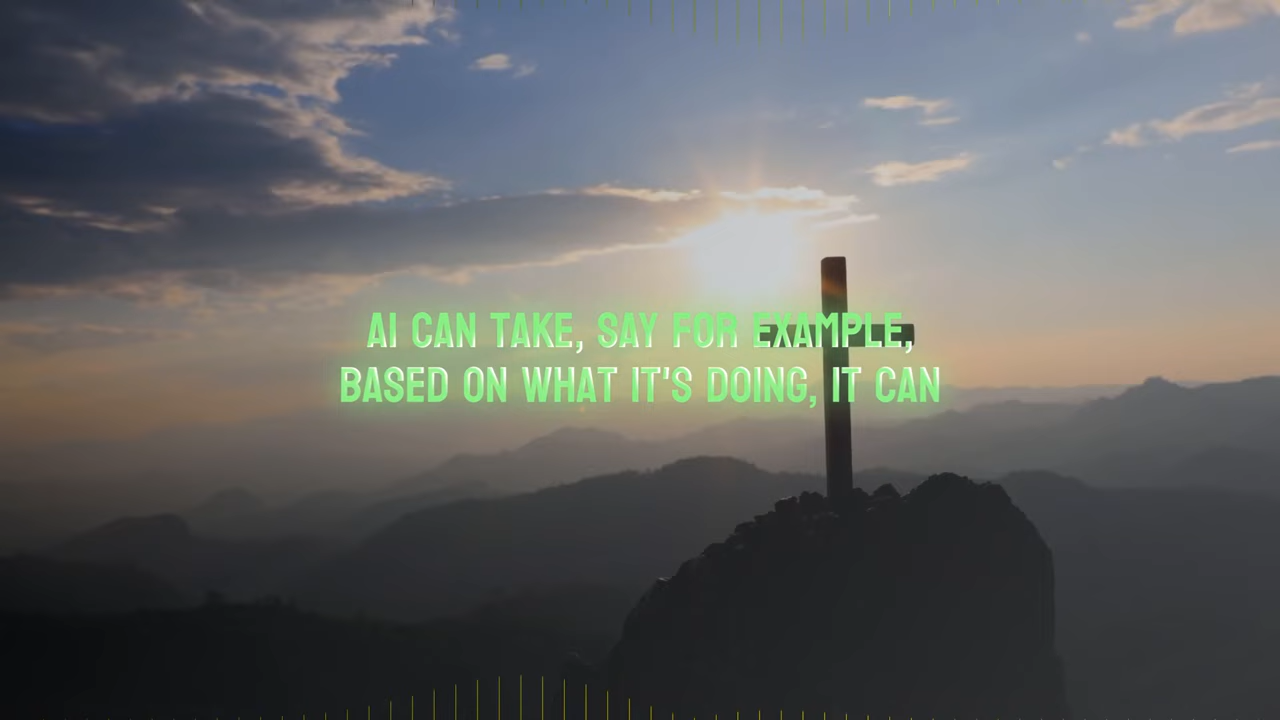 AI CAN TAKE, SAY FOR EXAMPLE,
BASED ON WHAT IT'S DOING, IT CAN